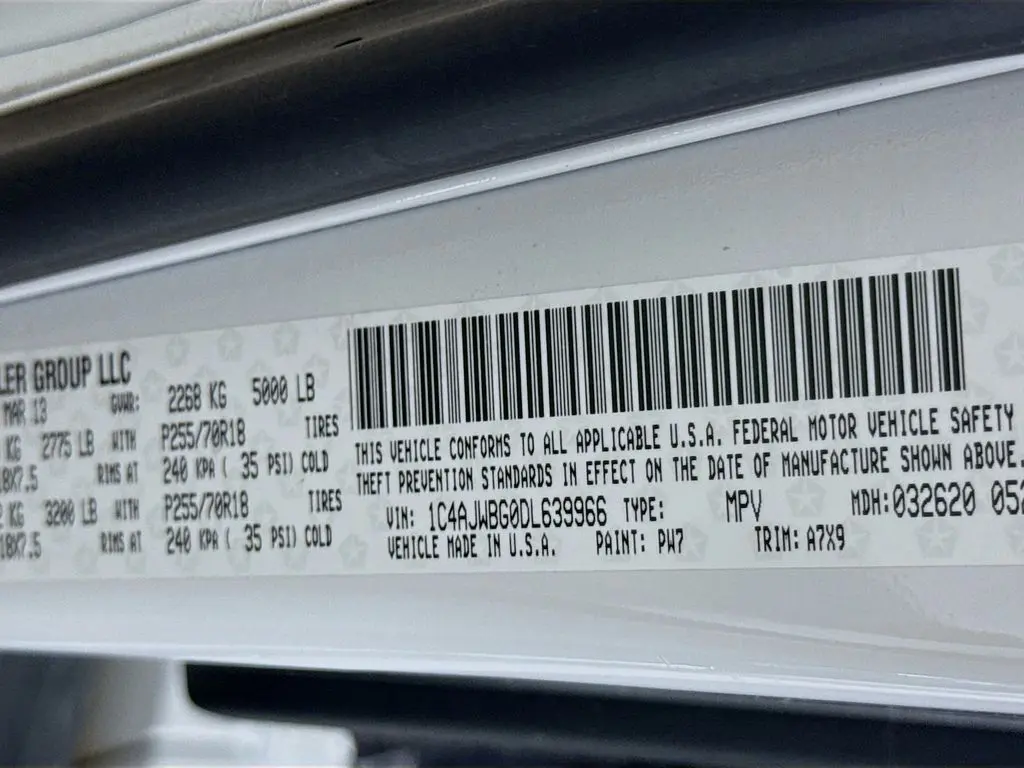 LER GROUP LLC
MAR 13 GVWR: 2268 KG 5000 LB
KG 2775 LB WITH P255/70R18 TIRES
18X7.5 RIMS AT 240 KPA ( 35 PSI) COLD
KG 3200 LB WITH P255/70R18 TIRES
18X7.5 RIMS AT 240 KPA ( 35 PSI) COLD
THIS VEHICLE CONFORMS TO ALL APPLICABLE U.S.A. FEDERAL MOTOR VEHICLE SAFETY
THEFT PREVENTION STANDARDS IN EFFECT ON THE DATE OF MANUFACTURE SHOWN ABOVE.
VIN: 1C4AJWBG0DL639966 TYPE: MPV MDH:032620 052
VEHICLE MADE IN U.S.A. PAINT: PW7 TRIM: A7X9